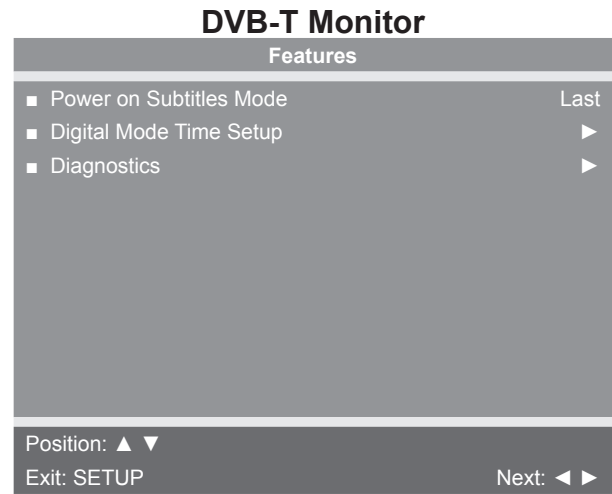 DVB-T Monitor
Features
■ Power on Subtitles Mode Last
■ Digital Mode Time Setup ►
■ Diagnostics ►
Position: ▲ ▼
Exit: SETUP Next: ◄ ►